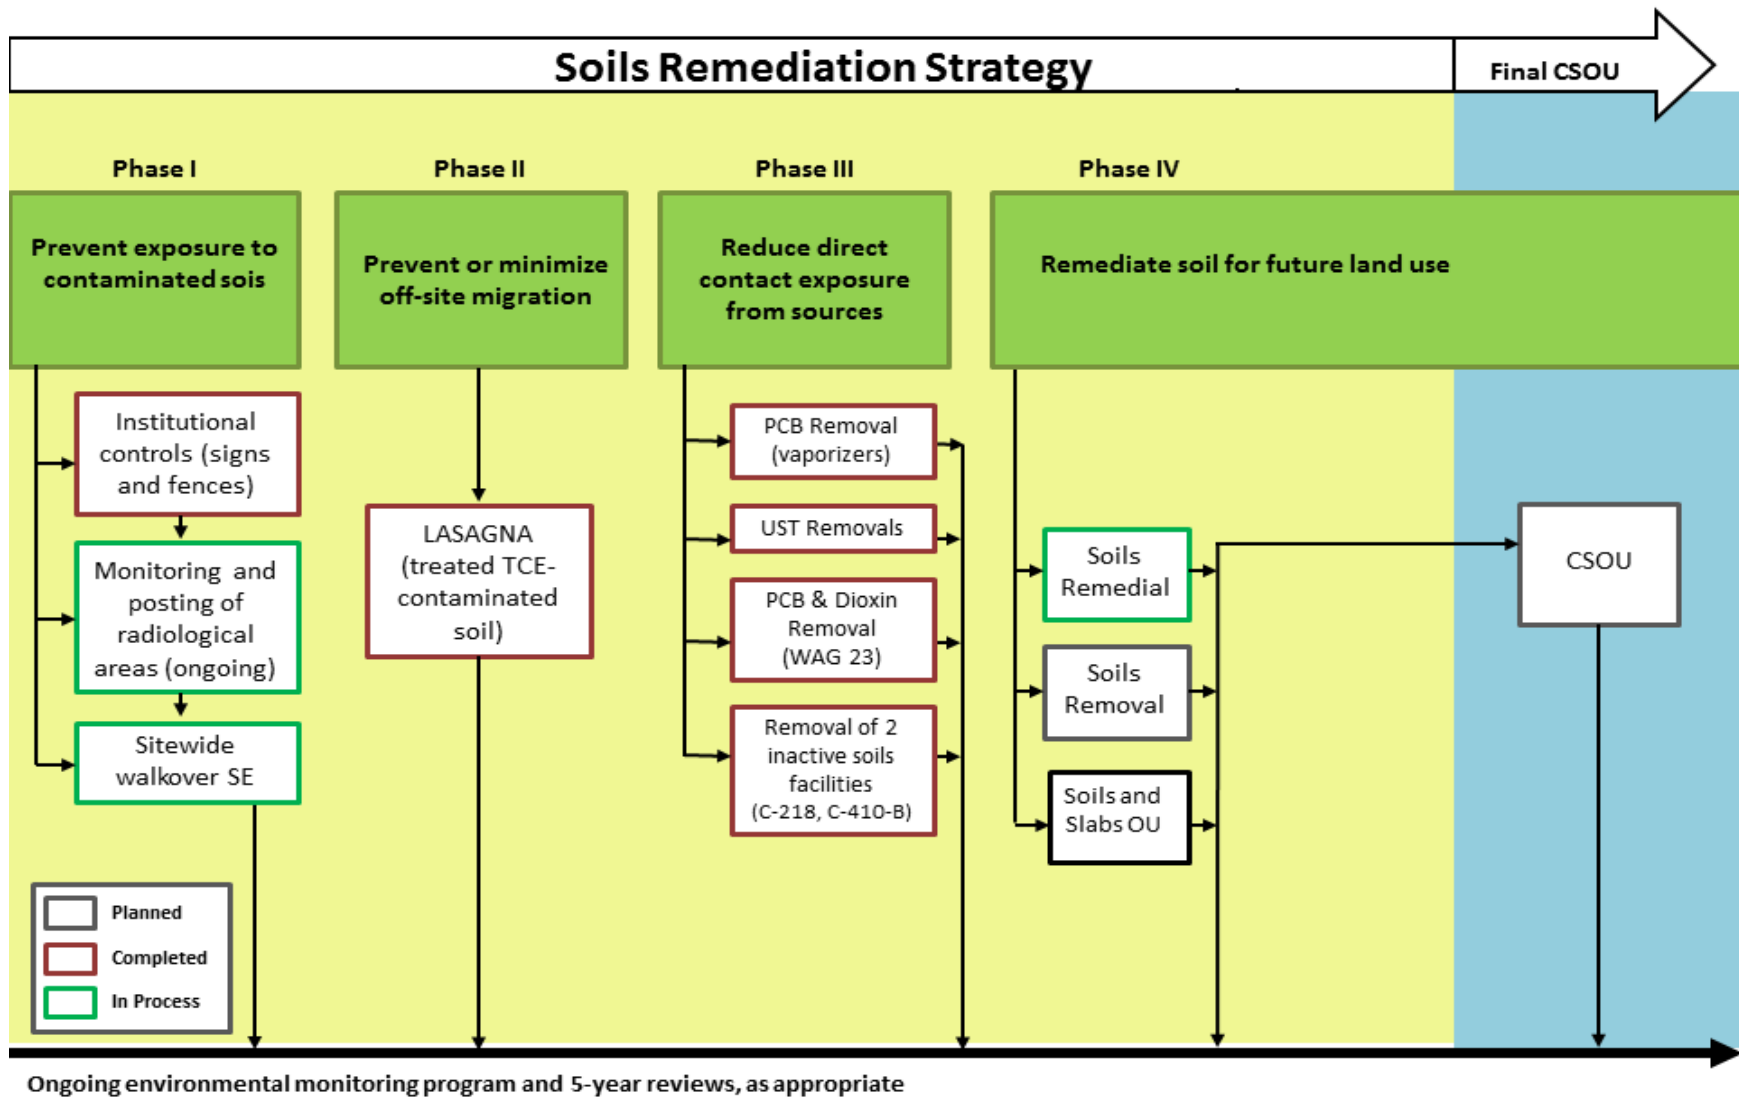 Soils Remediation Strategy
Final CSOU
Phase I
Phase II
Phase III
Phase IV
Prevent exposure to
contaminated sois
Prevent or minimize
off-site migration
Reduce direct
contact exposure
from sources
Remediate soil for future land use
Institutional
controls (signs
and fences)
Monitoring and
posting of
radiological
areas (ongoing)
Sitewide
walkover SE
LASAGNA
(treated TCE-
contaminated
soil)
PCB Removal
(vaporizers)
UST Removals
PCB & Dioxin
Removal
(WAG 23)
Removal of 2
inactive soils
facilities
(C-218, C-410-B)
Soils
Remedial
Soils
Removal
Soils and
Slabs OU
CSOU
Planned
Completed
In Process
Ongoing environmental monitoring program and 5-year reviews, as appropriate